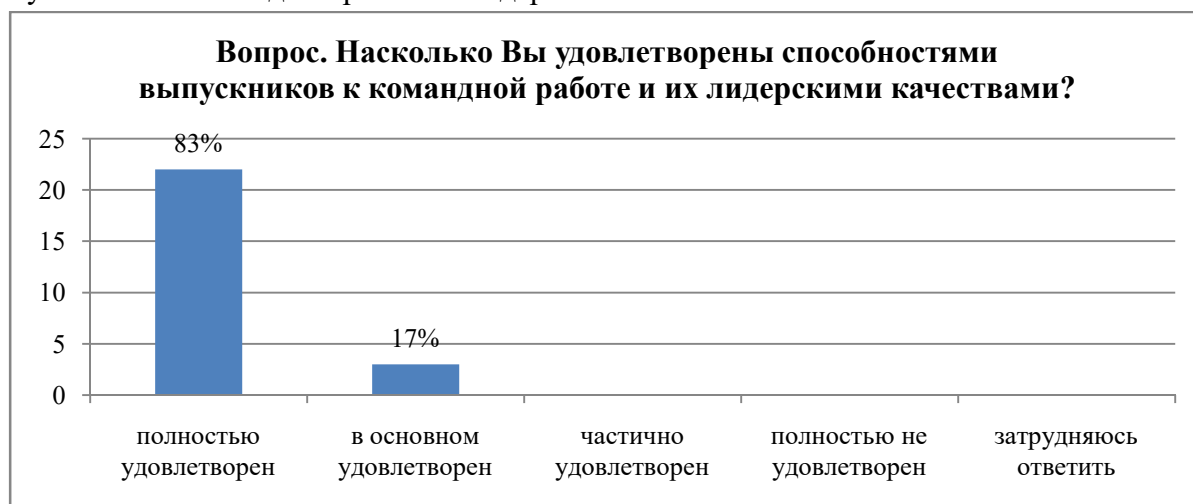 Вопрос. Насколько Вы удовлетворены способностями
выпускников к командной работе и их лидерскими качествами?
25
20
15
10
5
0
83%
17%
полностью
удовлетворен
в основном
удовлетворен
частично
удовлетворен
полностью не
удовлетворен
затрудняюсь
ответить